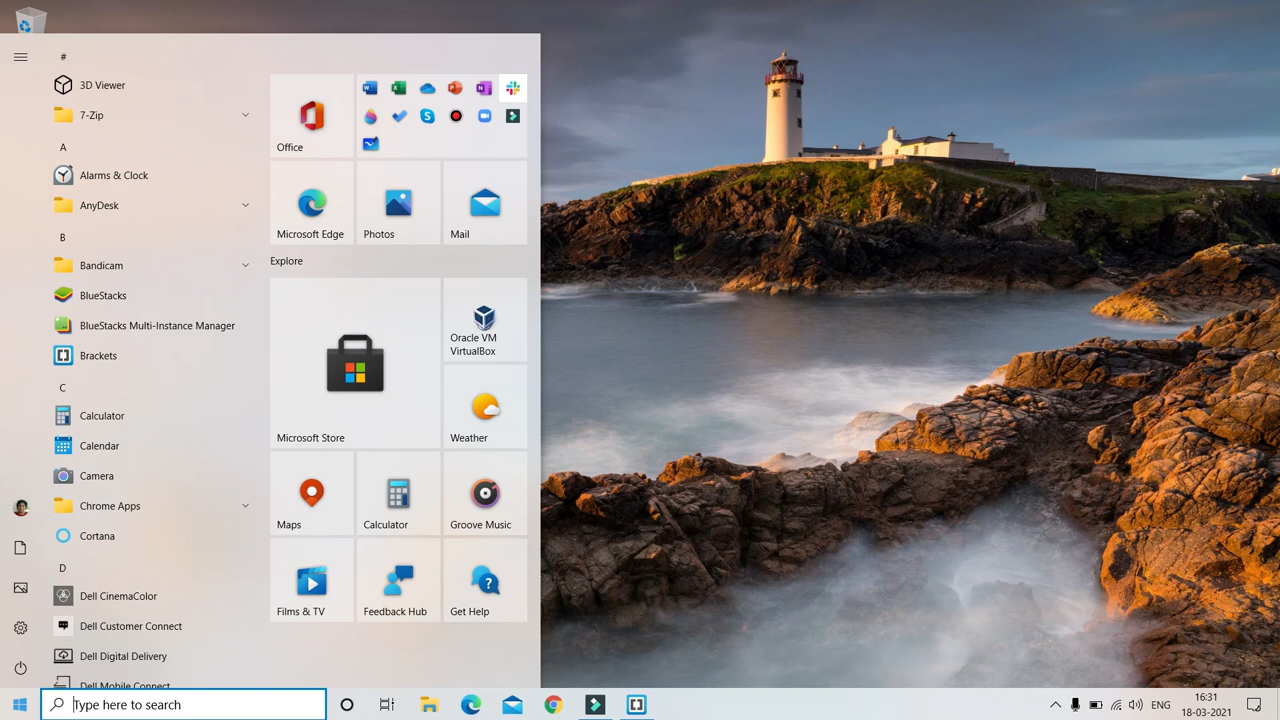 #
3D Viewer
7-Zip
A
Alarms & Clock
AnyDesk
B
Bandicam
BlueStacks
BlueStacks Multi-Instance Manager
Brackets
C
Calculator
Calendar
Camera
Chrome Apps
Cortana
D
Dell CinemaColor
Dell Customer Connect
Dell Digital Delivery
Dell Mobile Connect
Office
Microsoft Edge
Photos
Mail
Explore
Microsoft Store
Oracle VM
VirtualBox
Weather
Maps
Calculator
Groove Music
Films & TV
Feedback Hub
Get Help
Type here to search
ENG
16:31
18-03-2021